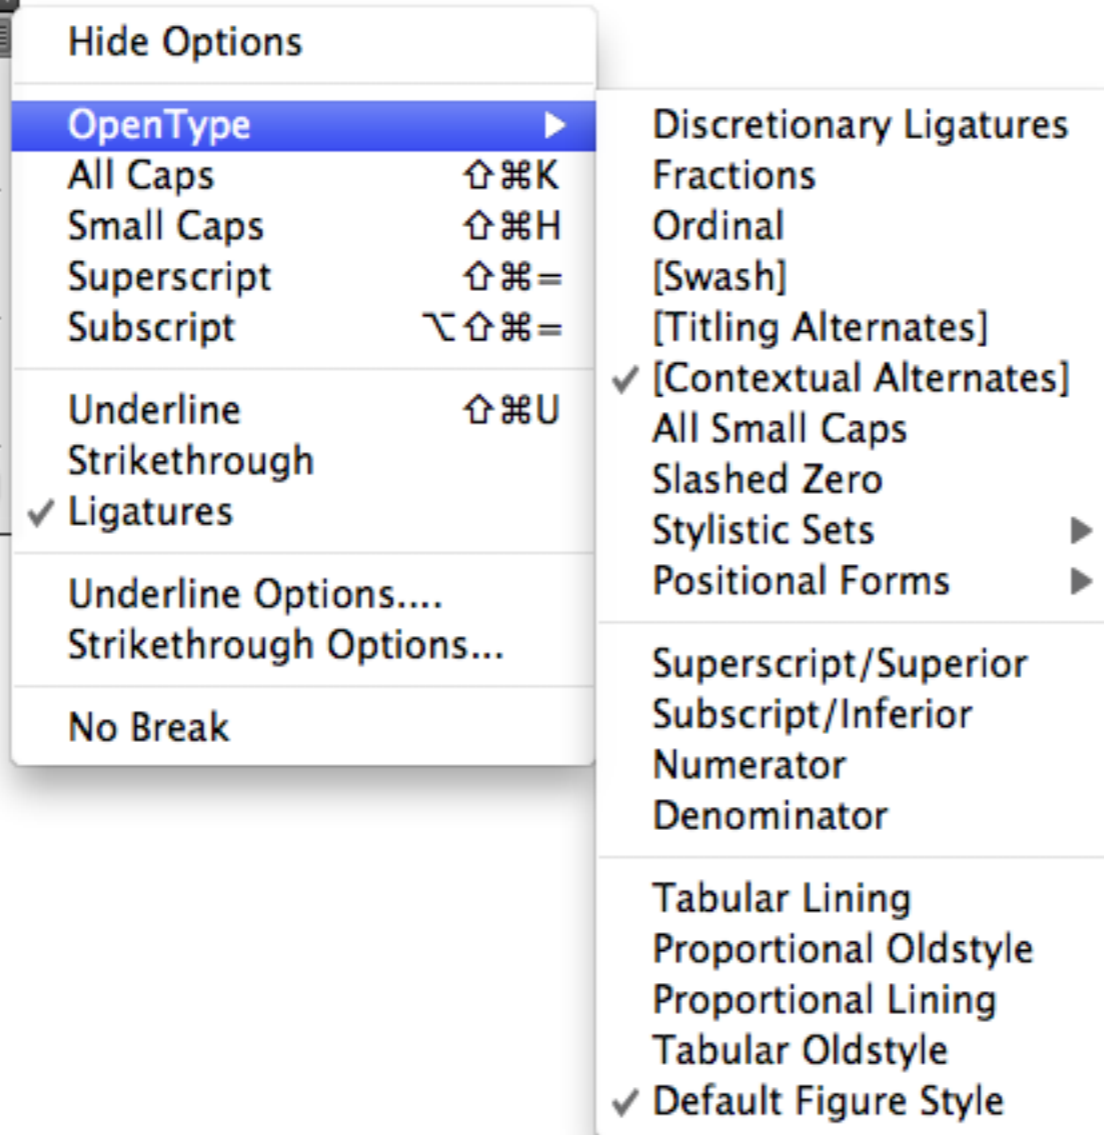 Hide Options
OpenType
All Caps ⇧⌘K
Small Caps ⇧⌘H
Superscript ⇧⌘=
Subscript ⌥⇧⌘=
Underline ⇧⌘U
Strikethrough
✓ Ligatures
Underline Options....
Strikethrough Options...
No Break
Discretionary Ligatures
Fractions
Ordinal
[Swash]
[Titling Alternates]
✓ [Contextual Alternates]
All Small Caps
Slashed Zero
Stylistic Sets
Positional Forms
Superscript/Superior
Subscript/Inferior
Numerator
Denominator
Tabular Lining
Proportional Oldstyle
Proportional Lining
Tabular Oldstyle
✓ Default Figure Style